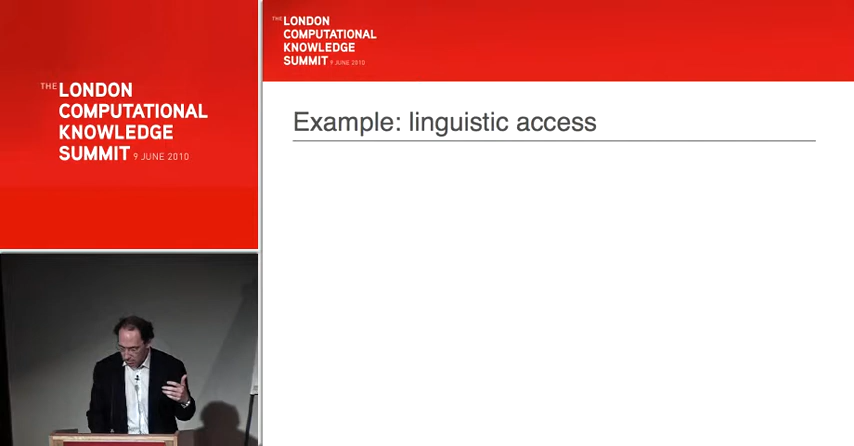 THE LONDON
COMPUTATIONAL
KNOWLEDGE
SUMMIT 9 JUNE 2010
THE LONDON
COMPUTATIONAL
KNOWLEDGE
SUMMIT 9 JUNE 2010
Example: linguistic access